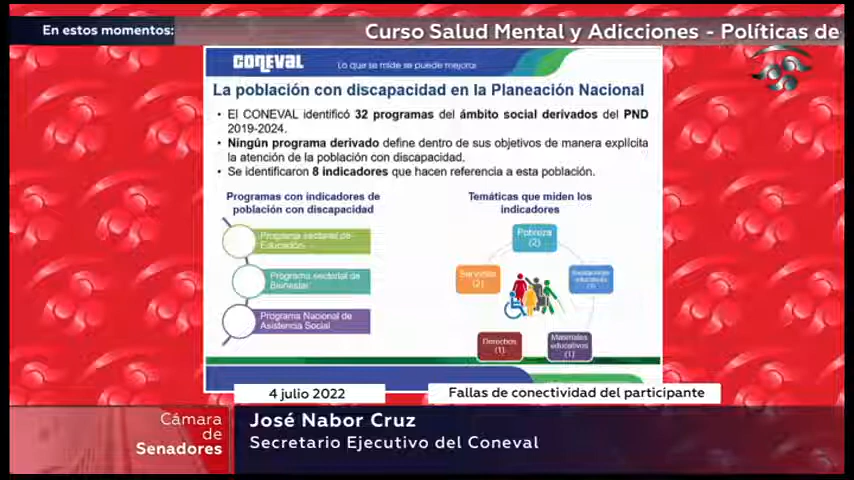 En estos momentos:
Curso Salud Mental y Adicciones - Políticas de
CONEVAL
Lo que se mide se puede mejorar
La población con discapacidad en la Planeación Nacional
• El CONEVAL identificó 32 programas del ámbito social derivados del PND
2019-2024.
• Ningún programa derivado define dentro de sus objetivos de manera explícita
la atención de la población con discapacidad.
• Se identificaron 8 indicadores que hacen referencia a esta población.
Programas con indicadores de
población con discapacidad
Programa sectorial de
Educación
Programa sectorial de
Bienestar
Programa Nacional de
Asistencia Social
Temáticas que miden los
indicadores
Pobreza
(2)
Servicios
(2)
educativas
Derechos
(1)
Materiales
educativos
(1)
4 julio 2022
Fallas de conectividad del participante
Cámara
de
Senadores
José Nabor Cruz
Secretario Ejecutivo del Coneval